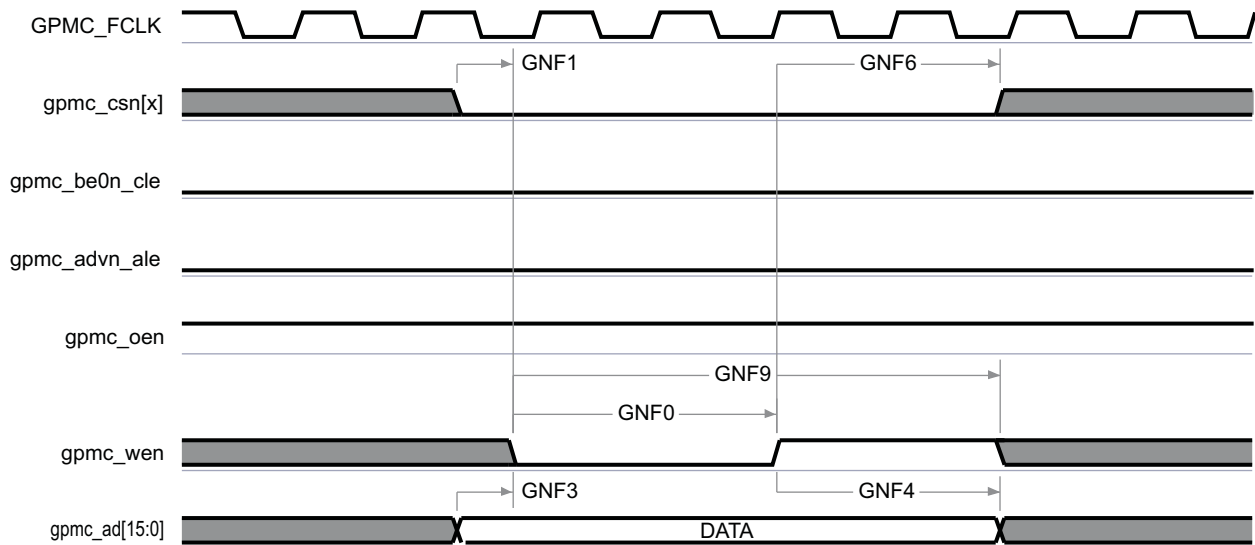 GPMC_FCLK
GNF1
GNF6
gpmc_csn[x]
gpmc_be0n_cle
gpmc_advn_ale
gpmc_oen
GNF9
GNF0
gpmc_wen
GNF3
GNF4
gpmc_ad[15:0]
DATA